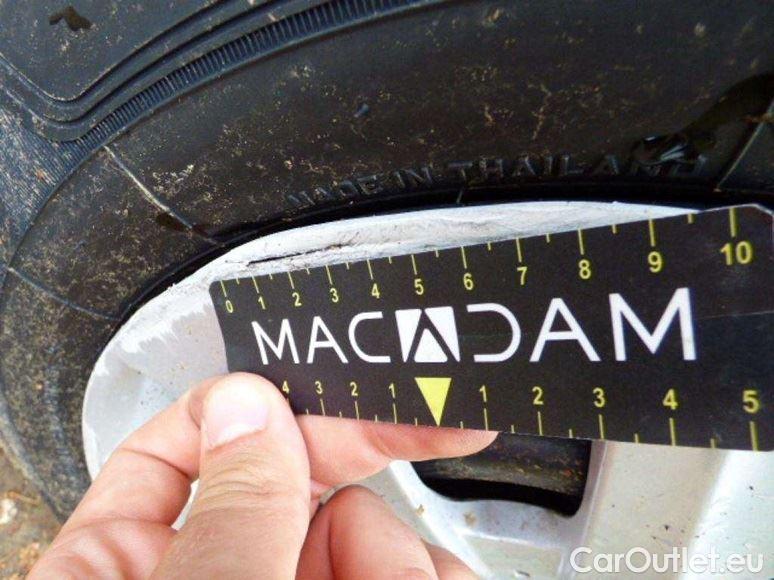 MADE IN THAILAND
0 1 2 3 4 5 6 7 8 9 10
MACADAM
4 3 2 1 1 2 3 4 5
CarOutlet.eu